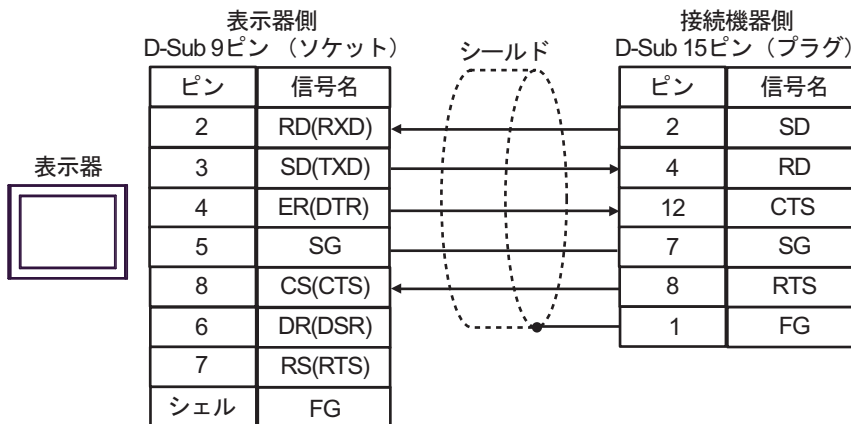 表示器側
D-Sub 9ピン （ソケット）
シールド
接続機器側
D-Sub 15ピン（プラグ）
表示器
ピン 信号名 ピン 信号名
2 RD(RXD) 2 SD
3 SD(TXD) 4 RD
4 ER(DTR) 12 CTS
5 SG 7 SG
8 CS(CTS) 8 RTS
6 DR(DSR) 1 FG
7 RS(RTS)
シェル FG